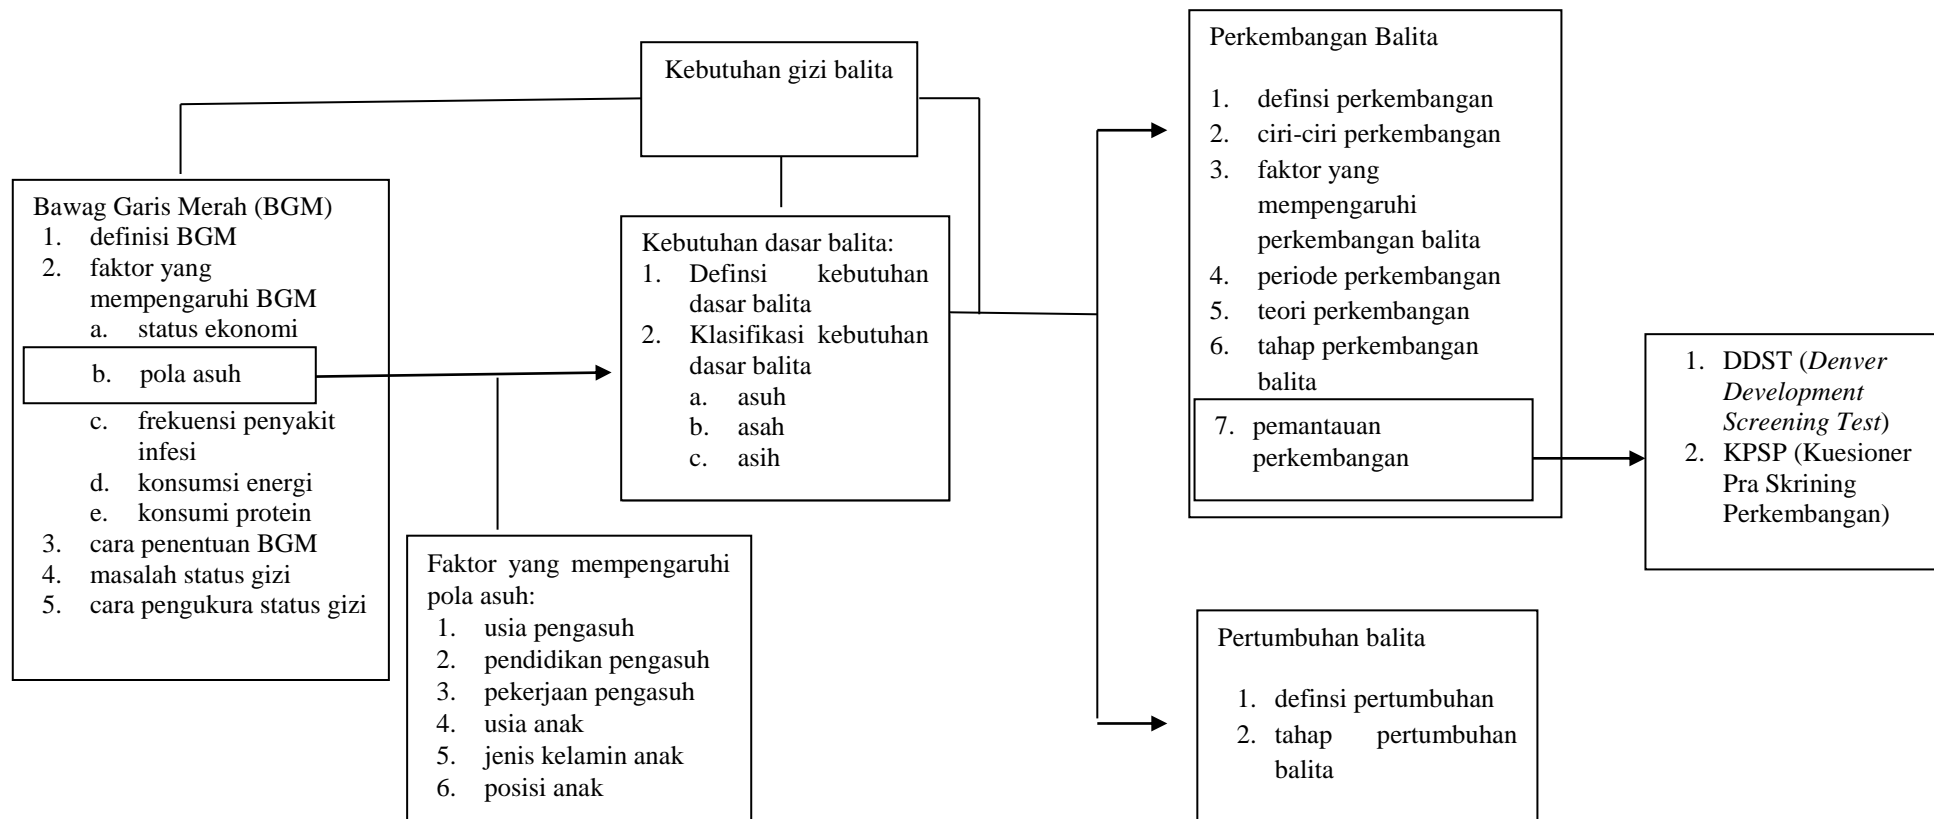 Kebutuhan gizi balita
Bawag Garis Merah (BGM)
1. definisi BGM
2. faktor yang
mempengaruhi BGM
a. status ekonomi
b. pola asuh
c. frekuensi penyakit
infesi
d. konsumsi energi
e. konsumi protein
3. cara penentuan BGM
4. masalah status gizi
5. cara pengukura status gizi
Faktor yang mempengaruhi
pola asuh:
1. usia pengasuh
2. pendidikan pengasuh
3. pekerjaan pengasuh
4. usia anak
5. jenis kelamin anak
6. posisi anak
Kebutuhan dasar balita:
1. Definsi kebutuhan
dasar balita
2. Klasifikasi kebutuhan
dasar balita
a. asuh
b. asah
c. asih
Perkembangan Balita
1. definsi perkembangan
2. ciri-ciri perkembangan
3. faktor yang
mempengaruhi
perkembangan balita
4. periode perkembangan
5. teori perkembangan
6. tahap perkembangan
balita
7. pemantauan
perkembangan
1. DDST (Denver
Development
Screening Test)
2. KPSP (Kuesioner
Pra Skrining
Perkembangan)
Pertumbuhan balita
1. definsi pertumbuhan
2. tahap pertumbuhan
balita